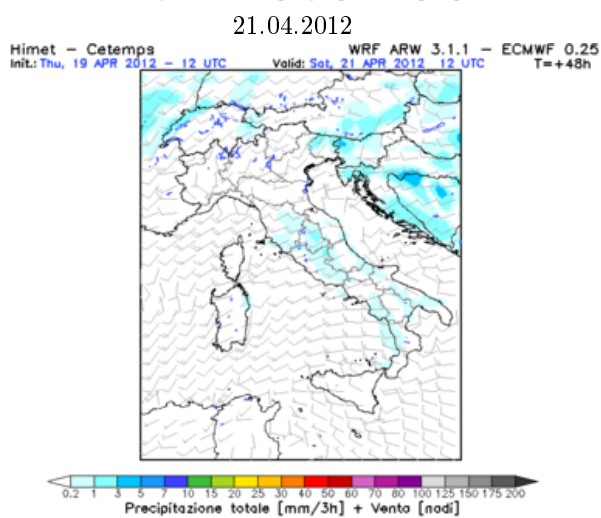 21.04.2012
Himet - Cetemps WRF ARW 3.1.1 - ECMWF 0.25
Init.: Thu, 19 APR 2012 - 12 UTC Valid: Sat, 21 APR 2012 12 UTC T=+48h
0.2 1 3 5 7 10 15 20 25 30 40 50 60 70 80 100 125 150 175 200
Precipitazione totale [mm/3h] + Vento [nodi]